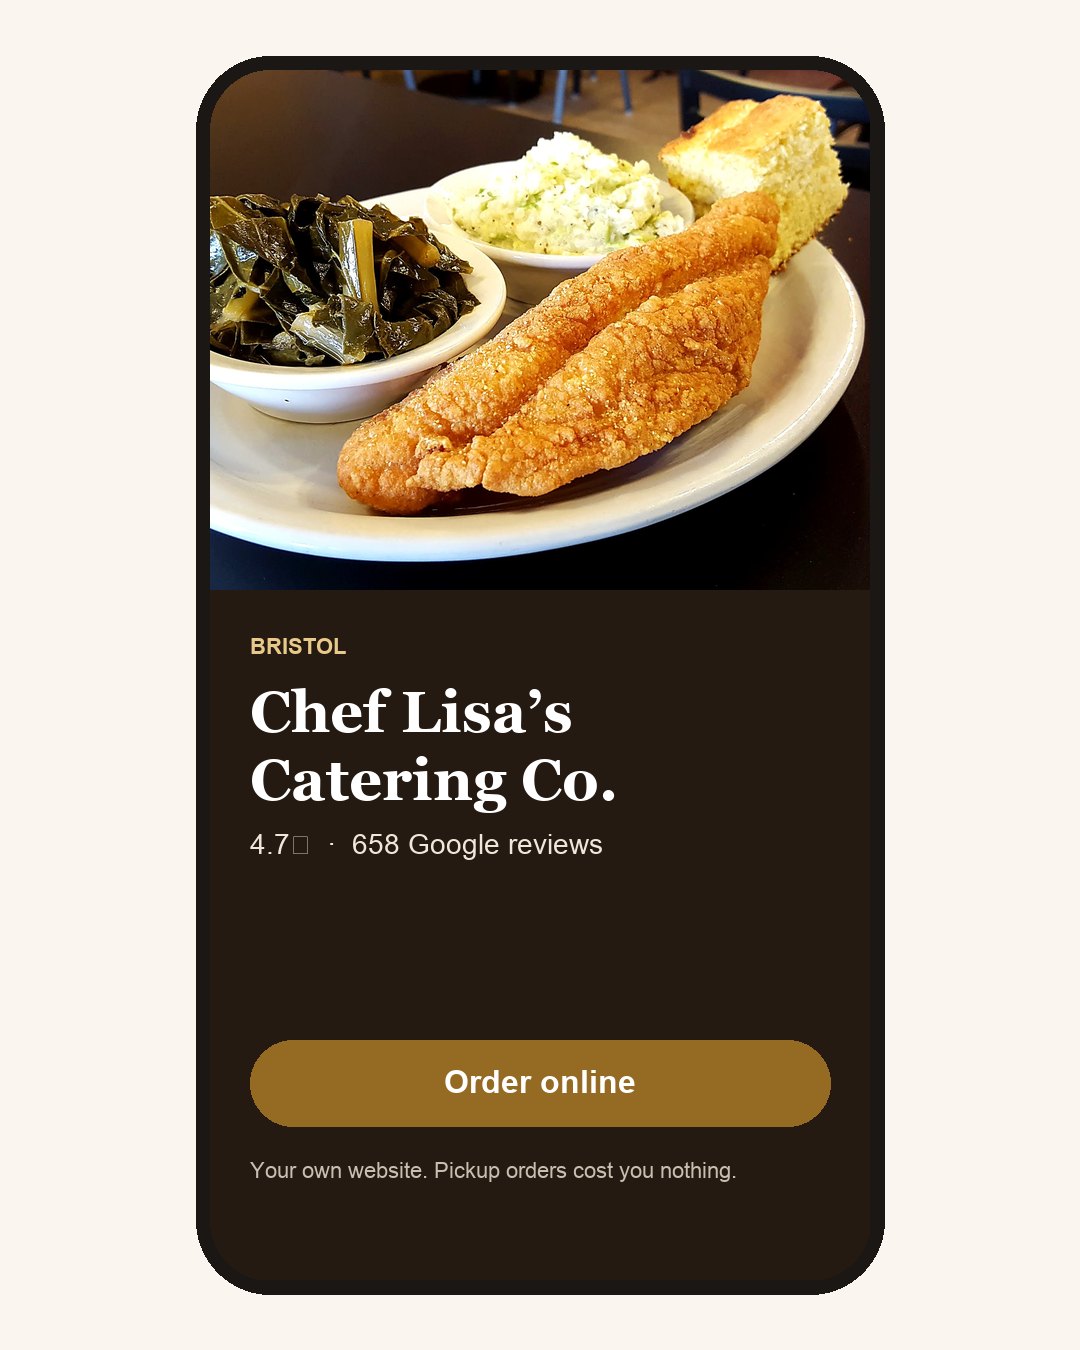 BRISTOL
Chef Lisa’s
Catering Co.
4.7□ · 658 Google reviews
Order online
Your own website. Pickup orders cost you nothing.